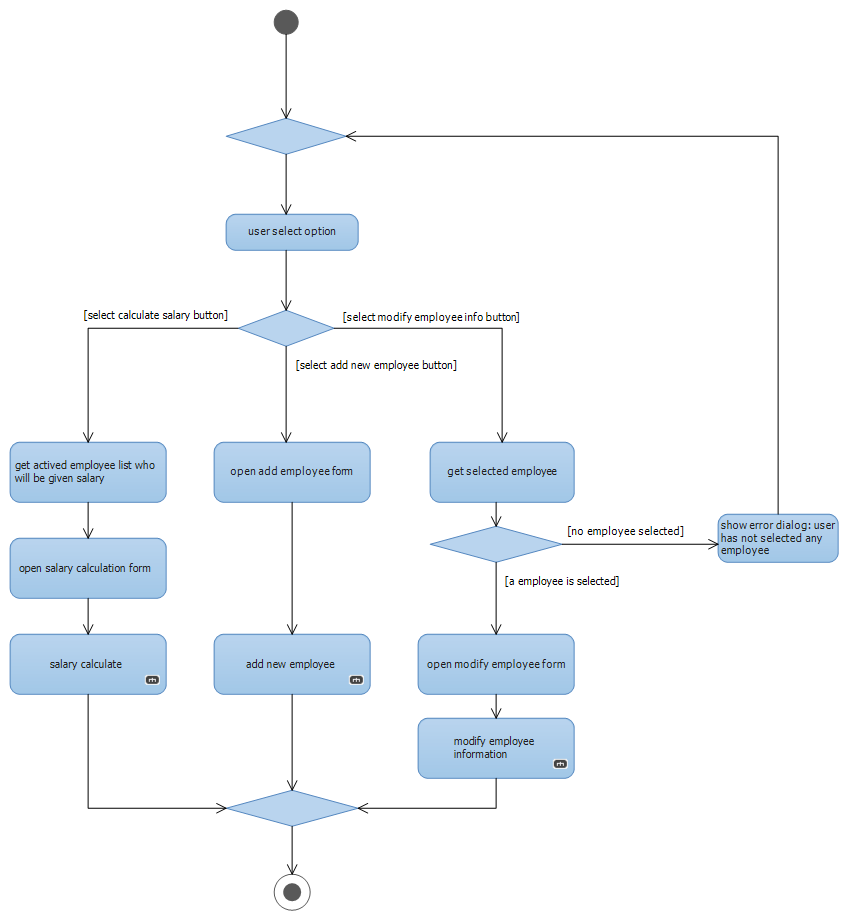 user select option
[select calculate salary button]
[select modify employee info button]
[select add new employee button]
get actived employee list who
will be given salary
open add employee form
get selected employee
[no employee selected]
show error dialog: user
has not selected any
employee
open salary calculation form
[a employee is selected]
salary calculate
add new employee
open modify employee form
modify employee
information